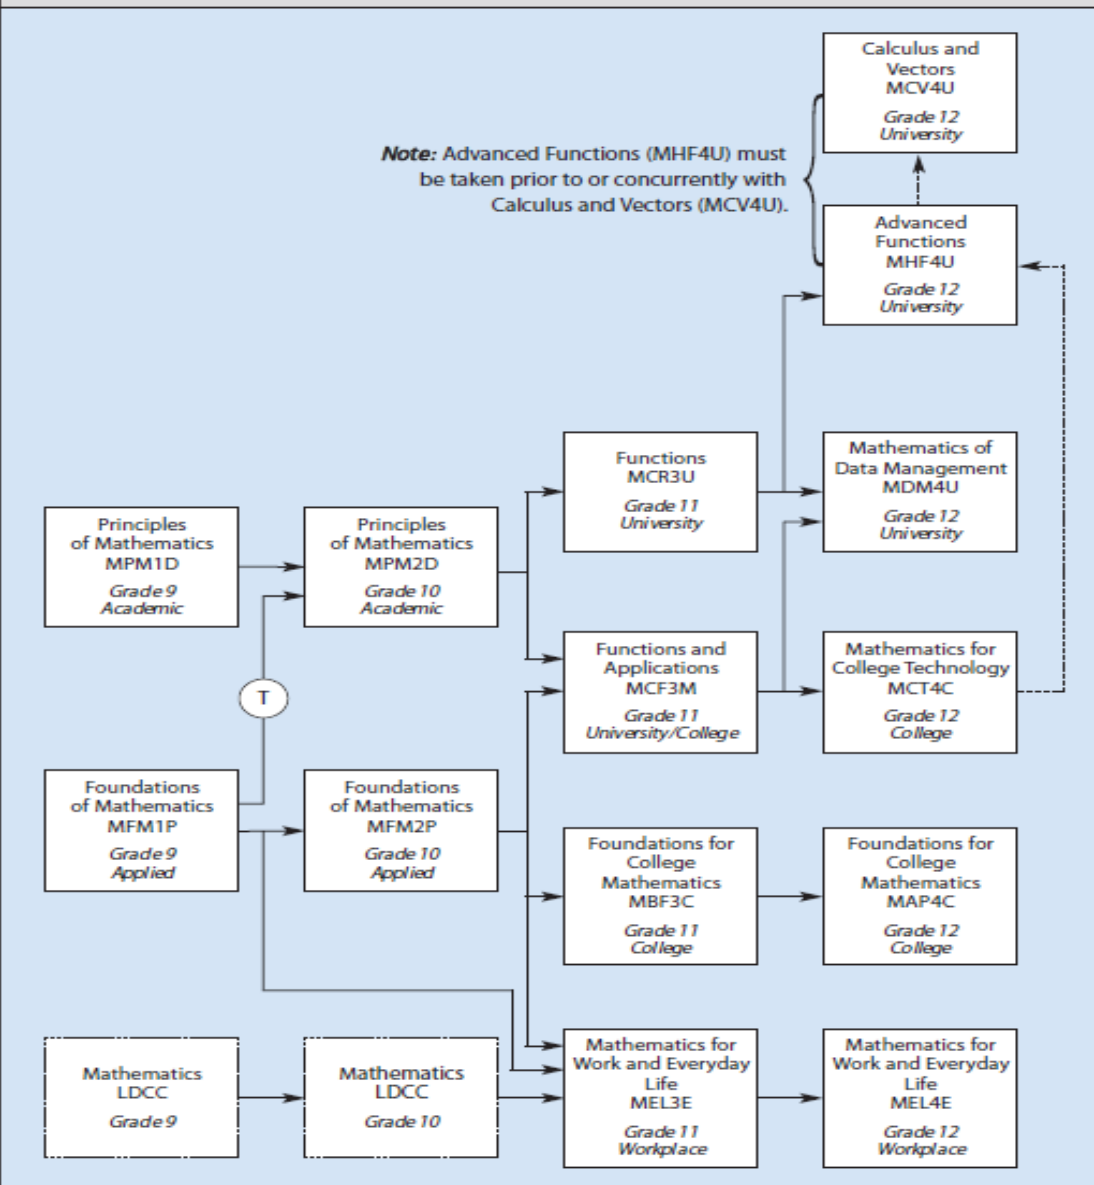 Calculus and
Vectors
MCV4U
Grade 12
University
Note: Advanced Functions (MHF4U) must
be taken prior to or concurrently with
Calculus and Vectors (MCV4U).
Advanced
Functions
MHF4U
Grade 12
University
Functions
MCR3U
Grade 11
University
Mathematics of
Data Management
MDM4U
Grade 12
University
Principles
of Mathematics
MPM1D
Grade 9
Academic
Principles
of Mathematics
MPM2D
Grade 10
Academic
Functions and
Applications
MCF3M
Grade 11
University/College
Mathematics for
College Technology
MCT4C
Grade 12
College
T
Foundations
of Mathematics
MFM1P
Grade 9
Applied
Foundations
of Mathematics
MFM2P
Grade 10
Applied
Foundations for
College
Mathematics
MBF3C
Grade 11
College
Foundations for
College
Mathematics
MAP4C
Grade 12
College
Mathematics
LDCC
Grade 9
Mathematics
LDCC
Grade 10
Mathematics for
Work and Everyday
Life
MEL3E
Grade 11
Workplace
Mathematics for
Work and Everyday
Life
MEL4E
Grade 12
Workplace